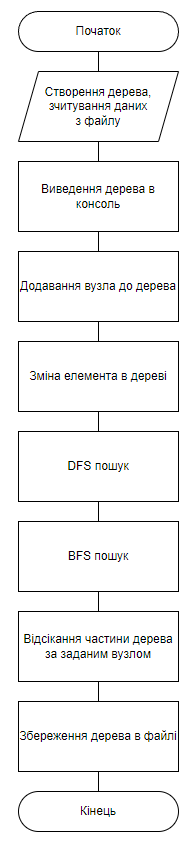 Початок
Створення дерева,
зчитування даних
з файлу
Виведення дерева в
консоль
Додавання вузла до дерева
Зміна елемента в дереві
DFS пошук
BFS пошук
Відсікання частини дерева
за заданим вузлом
Збереження дерева в файлі
Кінець